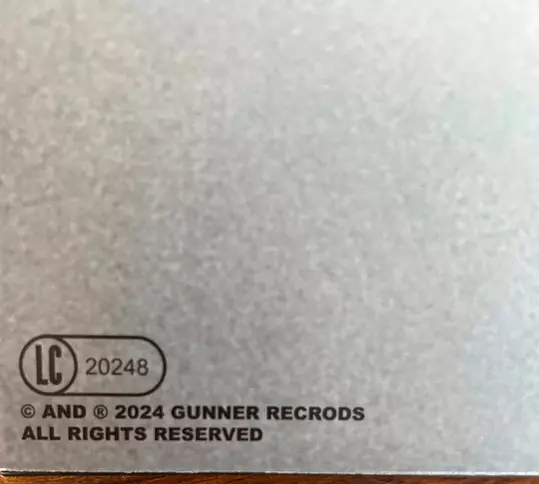 LC 20248
© AND ® 2024 GUNNER RECRODS
ALL RIGHTS RESERVED